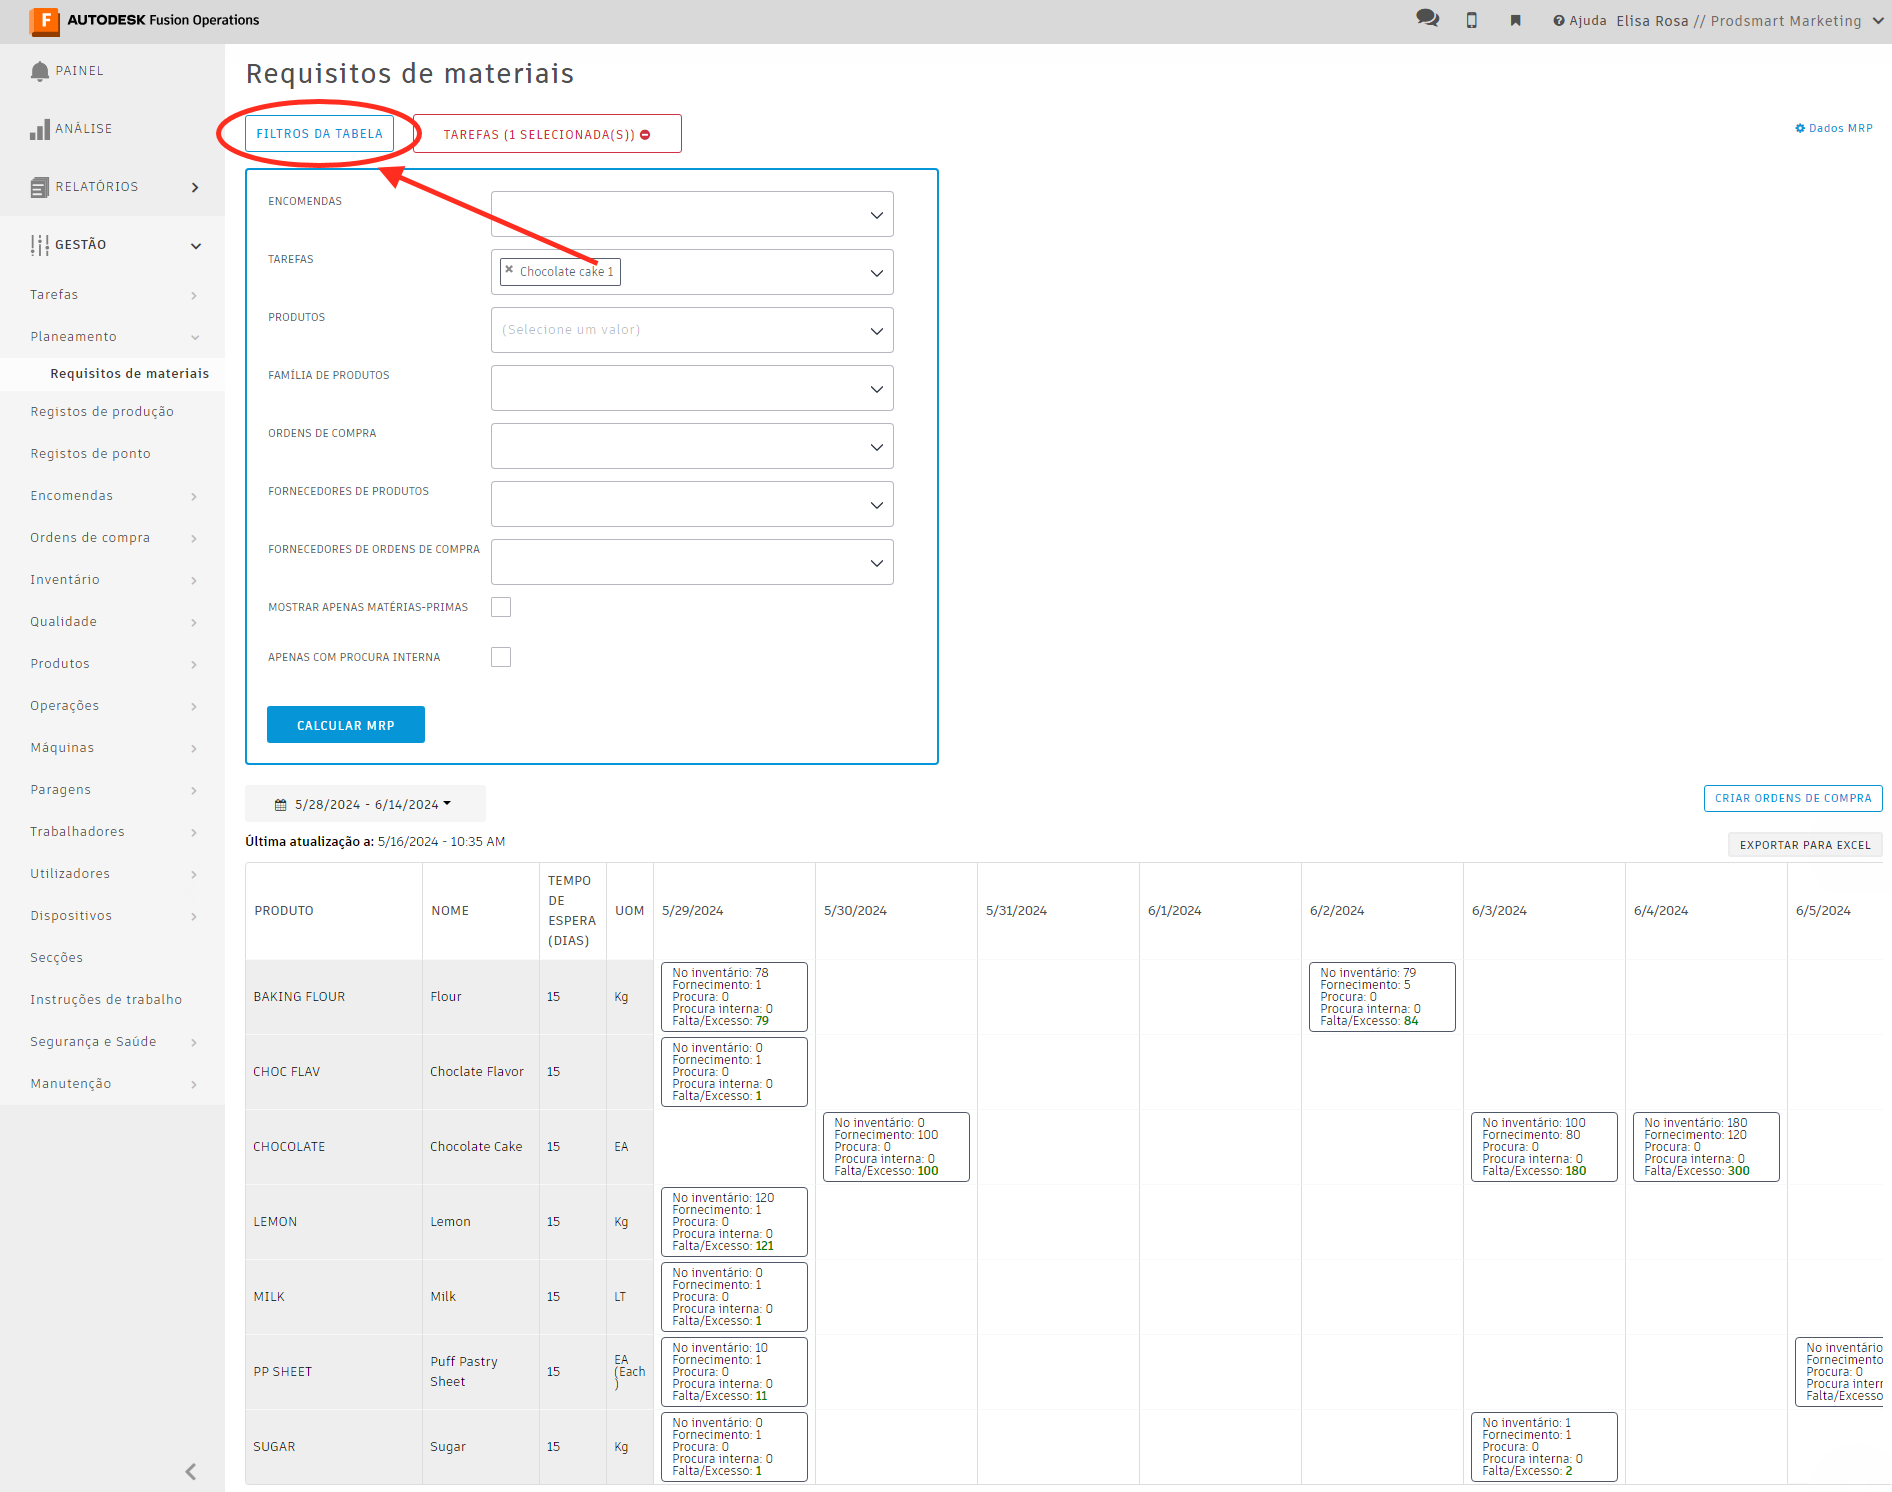 F AUTODESK Fusion Operations
Ajuda Elisa Rosa // Prodsmart Marketing
PAINEL
ANÁLISE
RELATÓRIOS
GESTÃO
Tarefas
Planeamento
Requisitos de materiais
Registos de produção
Registos de ponto
Encomendas
Ordens de compra
Inventário
Qualidade
Produtos
Operações
Máquinas
Paragens
Trabalhadores
Utilizadores
Dispositivos
Secções
Instruções de trabalho
Segurança e Saúde
Manutenção
Requisitos de materiais
FILTROS DA TABELA
TAREFAS (1 SELECIONADA(S))
Dados MRP
ENCOMENDAS
TAREFAS
Chocolate cake 1
PRODUTOS
(Selecione um valor)
FAMÍLIA DE PRODUTOS
ORDENS DE COMPRA
FORNECEDORES DE PRODUTOS
FORNECEDORES DE ORDENS DE COMPRA
MOSTRAR APENAS MATÉRIAS-PRIMAS
APENAS COM PROCURA INTERNA
CALCULAR MRP
5/28/2024 - 6/14/2024
CRIAR ORDENS DE COMPRA
Última atualização a: 5/16/2024 - 10:35 AM
EXPORTAR PARA EXCEL
PRODUTO
NOME
TEMPO
DE
ESPERA
(DIAS)
UOM
5/29/2024
5/30/2024
5/31/2024
6/1/2024
6/2/2024
6/3/2024
6/4/2024
6/5/2024
BAKING FLOUR
Flour
15
Kg
No inventário: 78
Fornecimento: 1
Procura: 0
Procura interna: 0
Falta/Excesso: 79
No inventário: 79
Fornecimento: 5
Procura: 0
Procura interna: 0
Falta/Excesso: 84
CHOC FLAV
Choclate Flavor
15
No inventário: 0
Fornecimento: 1
Procura: 0
Procura interna: 0
Falta/Excesso: 1
CHOCOLATE
Chocolate Cake
15
EA
No inventário: 0
Fornecimento: 100
Procura: 0
Procura interna: 0
Falta/Excesso: 100
No inventário: 100
Fornecimento: 80
Procura: 0
Procura interna: 0
Falta/Excesso: 180
No inventário: 180
Fornecimento: 120
Procura: 0
Procura interna: 0
Falta/Excesso: 300
LEMON
Lemon
15
Kg
No inventário: 120
Fornecimento: 1
Procura: 0
Procura interna: 0
Falta/Excesso: 121
MILK
Milk
15
LT
No inventário: 0
Fornecimento: 1
Procura: 0
Procura interna: 0
Falta/Excesso: 1
PP SHEET
Puff Pastry
Sheet
15
EA
(Each
)
No inventário: 10
Fornecimento: 1
Procura: 0
Procura interna: 0
Falta/Excesso: 11
No inventário
Fornecimento
Procura: 0
Procura inter
Falta/Excesso
SUGAR
Sugar
15
Kg
No inventário: 0
Fornecimento: 1
Procura: 0
Procura interna: 0
Falta/Excesso: 1
No inventário: 1
Fornecimento: 1
Procura: 0
Procura interna: 0
Falta/Excesso: 2